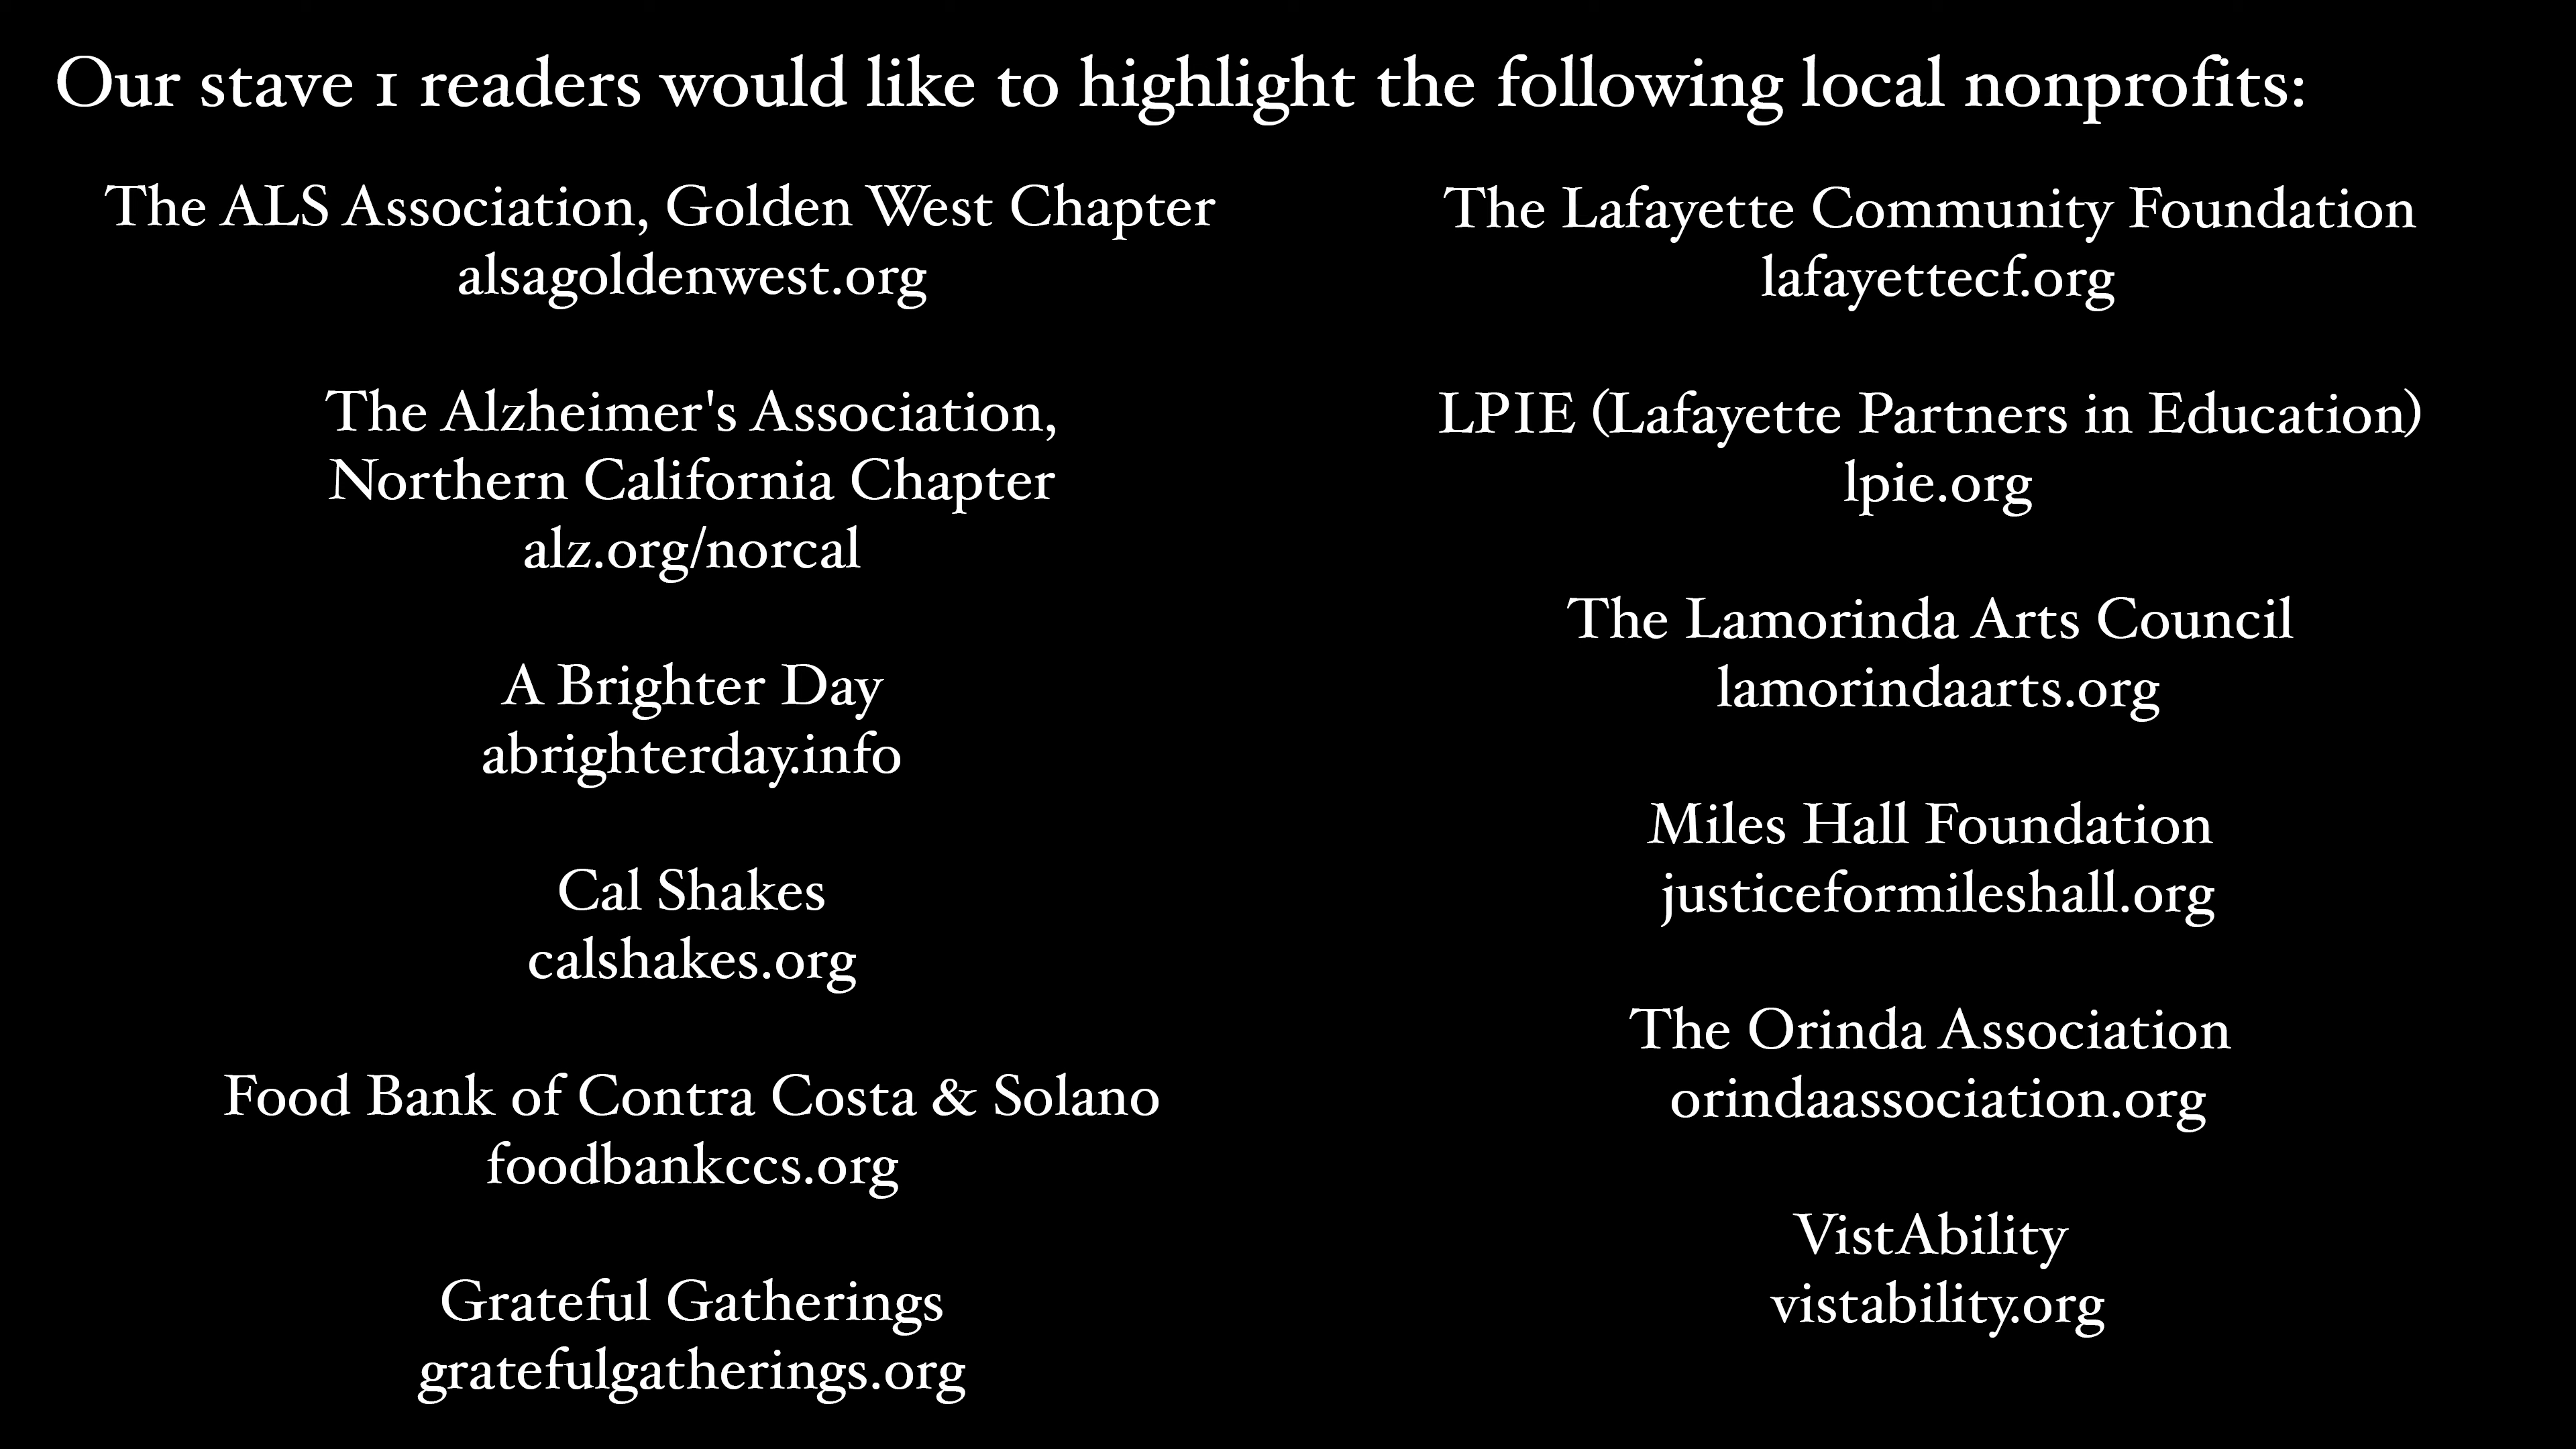 Our stave 1 readers would like to highlight the following local nonprofits:
The ALS Association, Golden West Chapter
alsagoldenwest.org
The Alzheimer's Association,
Northern California Chapter
alz.org/norcal
A Brighter Day
abrighterday.info
Cal Shakes
calshakes.org
Food Bank of Contra Costa & Solano
foodbankccs.org
Grateful Gatherings
gratefulgatherings.org
The Lafayette Community Foundation
lafayettecf.org
LPIE (Lafayette Partners in Education)
lpie.org
The Lamorinda Arts Council
lamorindaarts.org
Miles Hall Foundation
justiceformileshall.org
The Orinda Association
orindaassociation.org
VistAbility
vistability.org